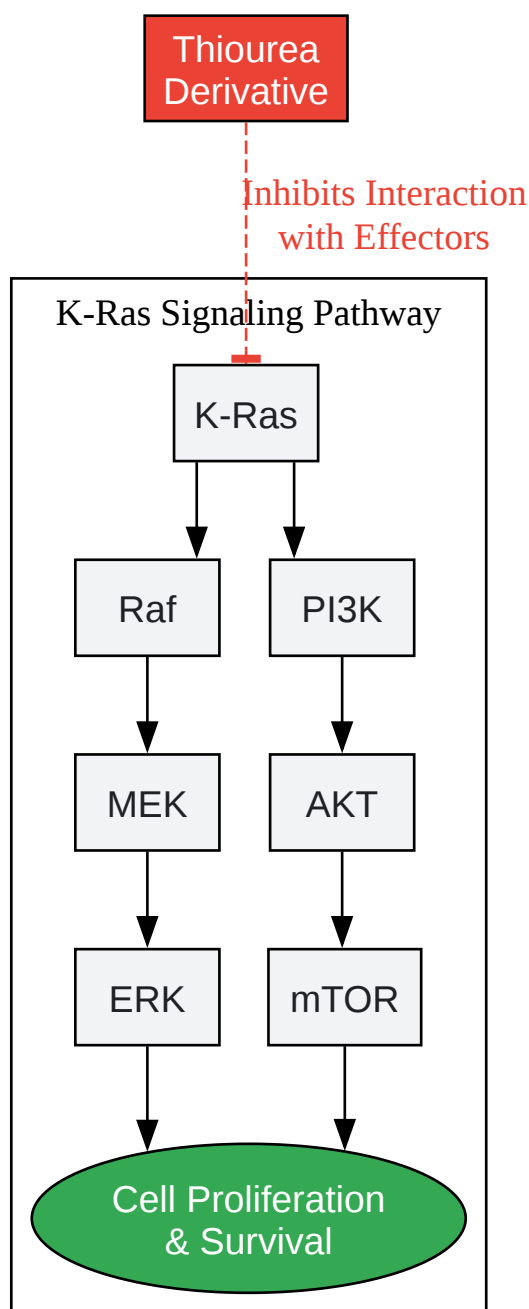 Thiourea
Derivative
Inhibits Interaction
with Effectors
K-Ras Signaling Pathway
K-Ras
Raf
PI3K
MEK
AKT
ERK
mTOR
Cell Proliferation
& Survival